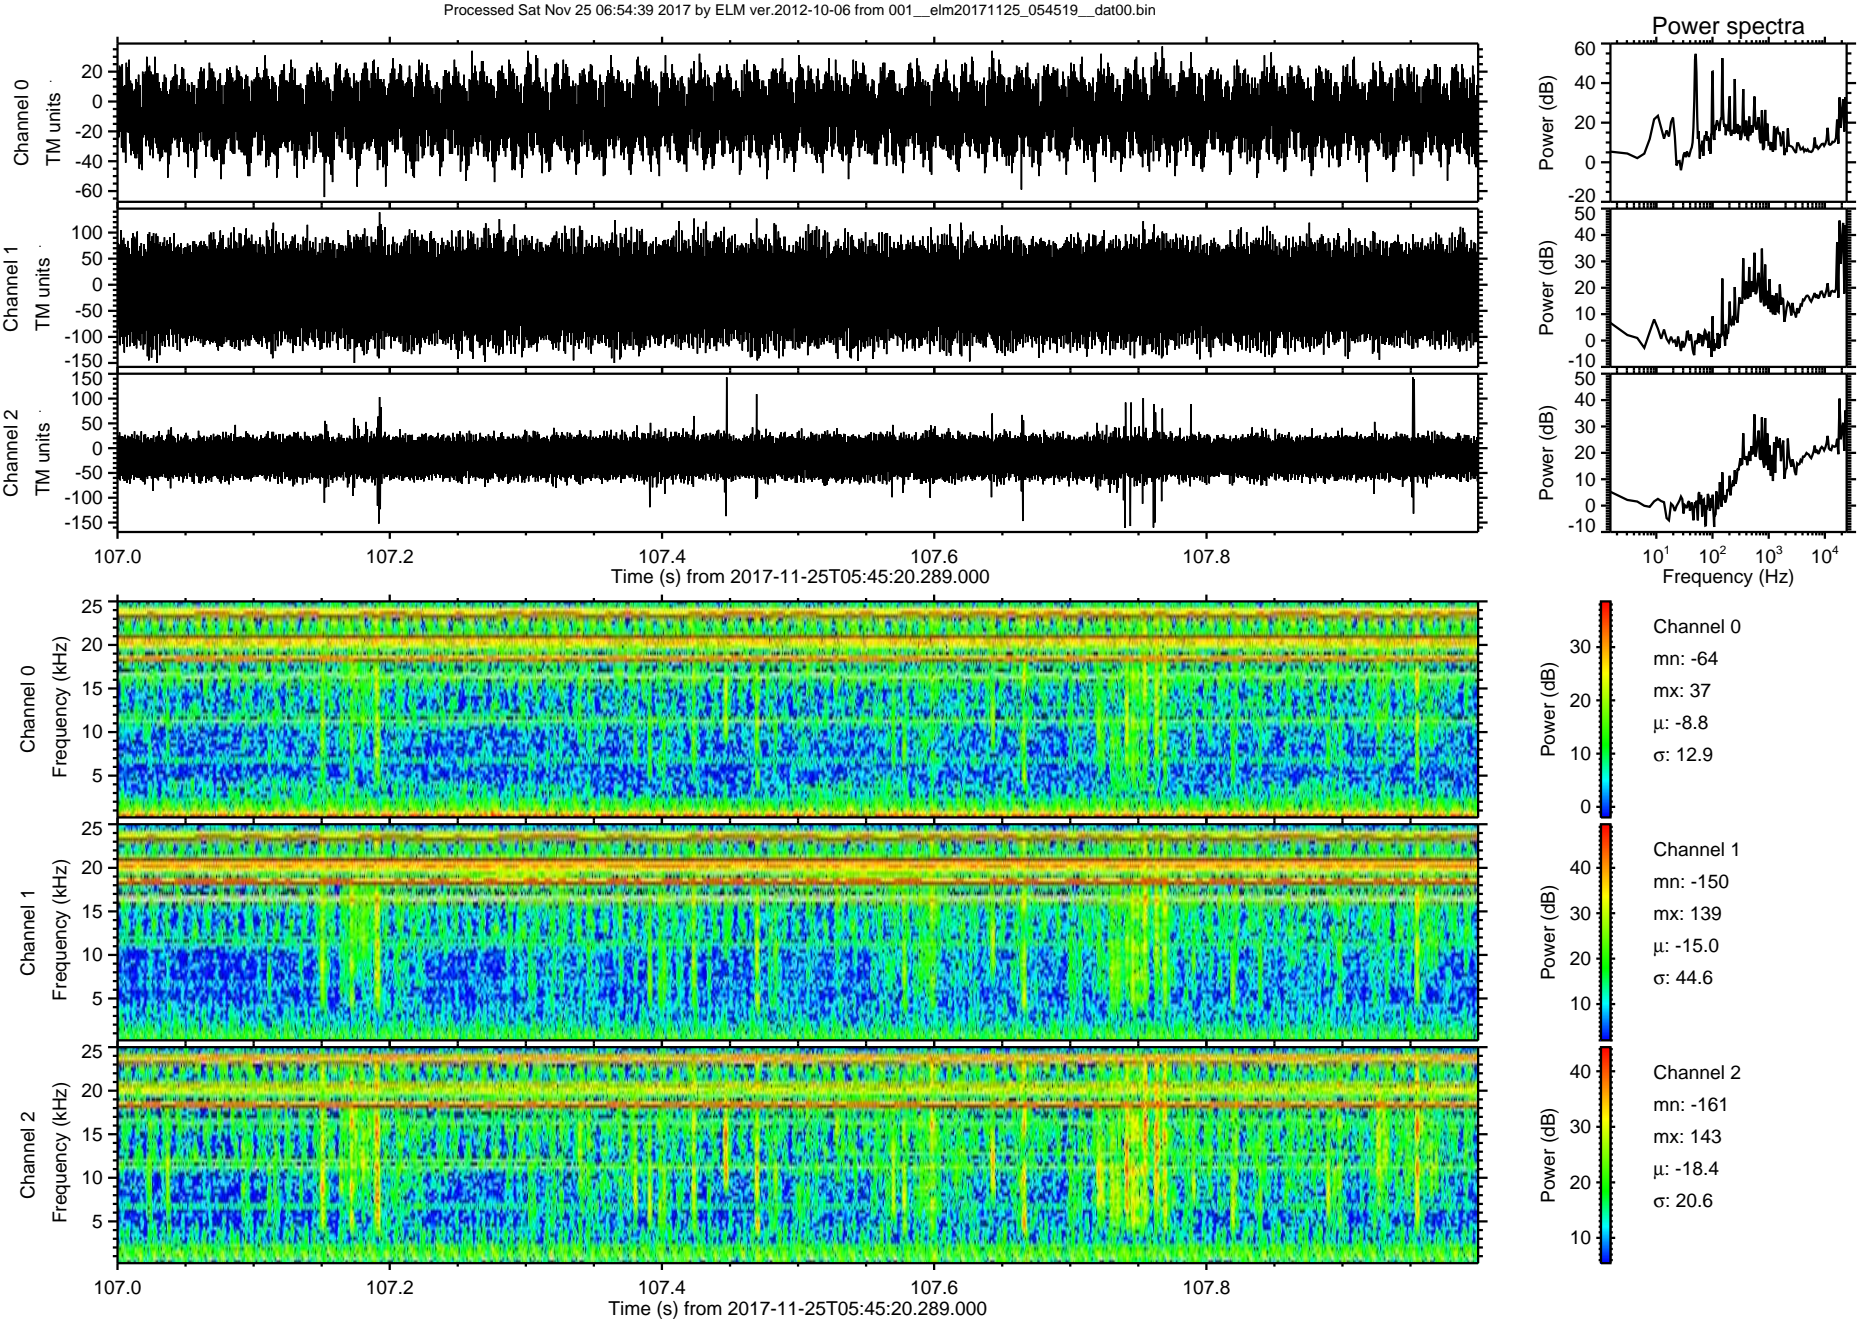 Processed Sat Nov 25 06:54:39 2017 by ELM ver.2012-10-06 from 001__elm20171125_054519__dat00.bin
Power spectra
Channel 0
TM units
20
0
-20
-40
-60
Power (dB)
60
40
20
0
-20
Channel 1
TM units
100
50
0
-50
-100
-150
Power (dB)
50
40
30
20
10
0
-10
Channel 2
TM units
150
100
50
0
-50
-100
-150
Power (dB)
50
40
30
20
10
0
-10
107.0 107.2 107.4 107.6 107.8
Time (s) from 2017-11-25T05:45:20.289.000
10¹ 10² 10³ 10⁴
Frequency (Hz)
Channel 0
Frequency (kHz)
25
20
15
10
5
Power (dB)
30
20
10
0
Channel 0
mn: -64
mx: 37
µ: -8.8
σ: 12.9
Channel 1
Frequency (kHz)
25
20
15
10
5
Power (dB)
40
30
20
10
Channel 1
mn: -150
mx: 139
µ: -15.0
σ: 44.6
Channel 2
Frequency (kHz)
25
20
15
10
5
Power (dB)
40
30
20
10
Channel 2
mn: -161
mx: 143
µ: -18.4
σ: 20.6
107.0 107.2 107.4 107.6 107.8
Time (s) from 2017-11-25T05:45:20.289.000